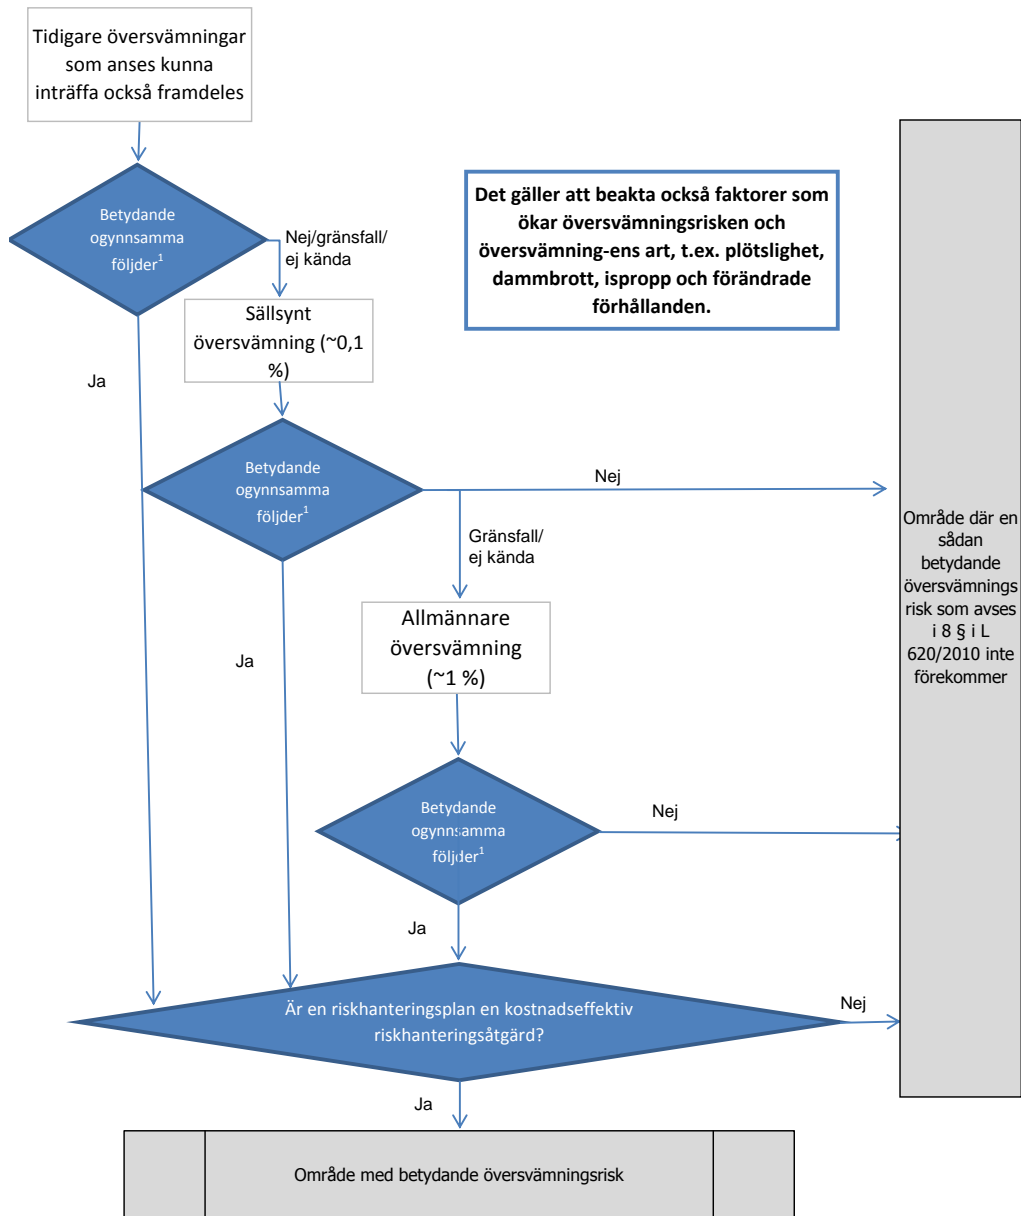 Tidigare översvämningar
som anses kunna
inträffa också framdeles
Betydande
ogynnsamma
följder1
Nej/gränsfall/
ej kända
Det gäller att beakta också faktorer som
ökar översvämningsrisken och
översvämning-ens art, t.ex. plötslighet,
dammbrott, ispropp och förändrade
förhållanden.
Sällsynt
översvämning (~0,1
%)
Ja
Betydande
ogynnsamma
följder1
Nej
Gränsfall/
ej kända
Område där en
sådan
betydande
översvämnings
risk som avses
i 8 § i L
620/2010 inte
förekommer
Allmännare
översvämning
(~1 %)
Ja
Betydande
ogynnsamma
följder1
Nej
Ja
Är en riskhanteringsplan en kostnadseffektiv
riskhanteringsåtgärd?
Nej
Ja
Område med betydande översvämningsrisk